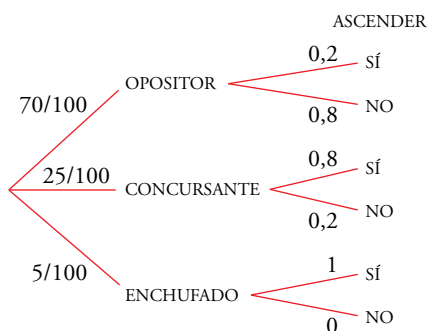 ASCENDER
0,2 SÍ
70/100 OPOSITOR
0,8 NO
0,8 SÍ
25/100 CONCURSANTE
0,2 NO
1 SÍ
5/100 ENCHUFADO
0 NO